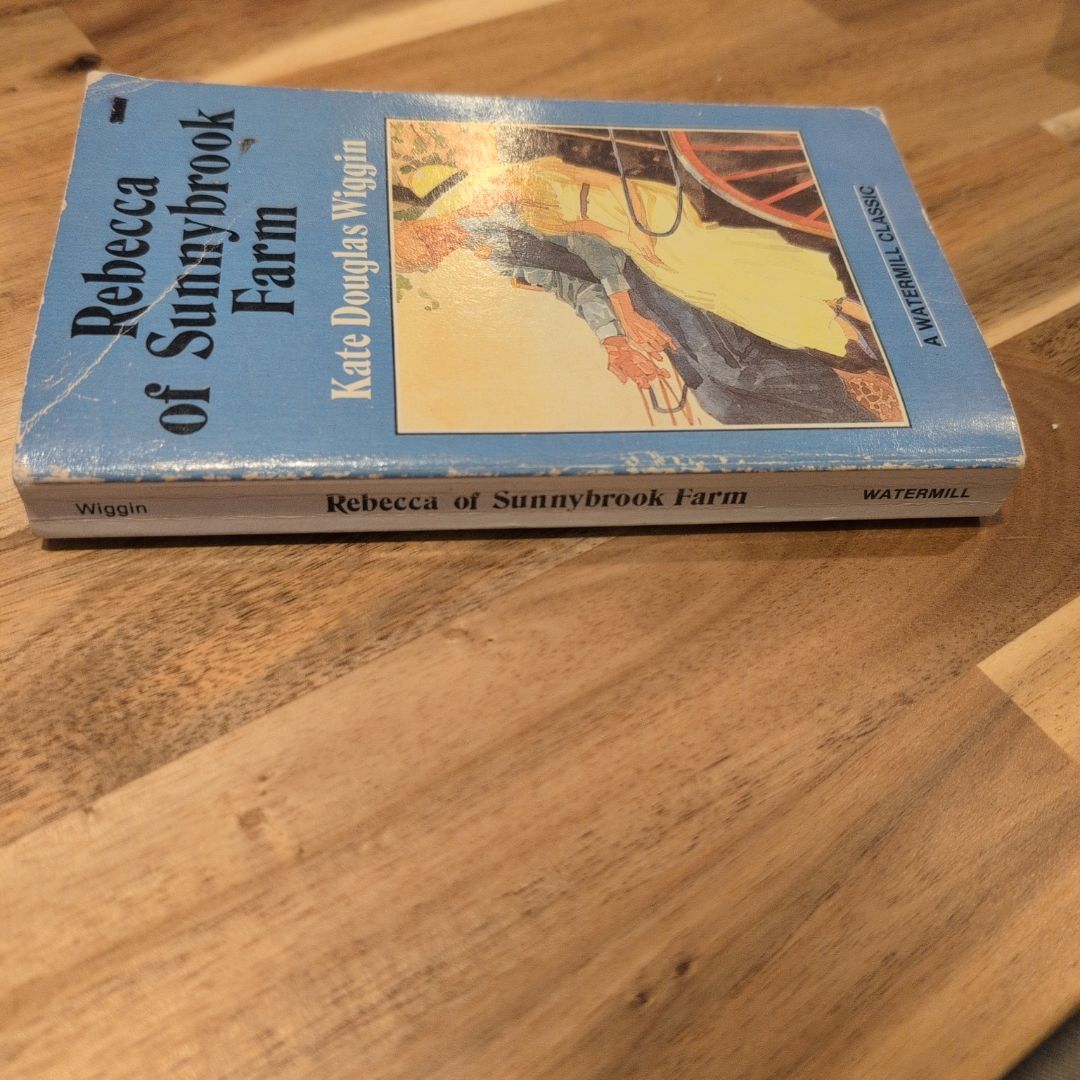 Rebecca
of Sunnybrook
Farm
Kate Douglas Wiggin
A WATERMILL CLASSIC
Wiggin
Rebecca of Sunnybrook Farm
WATERMILL